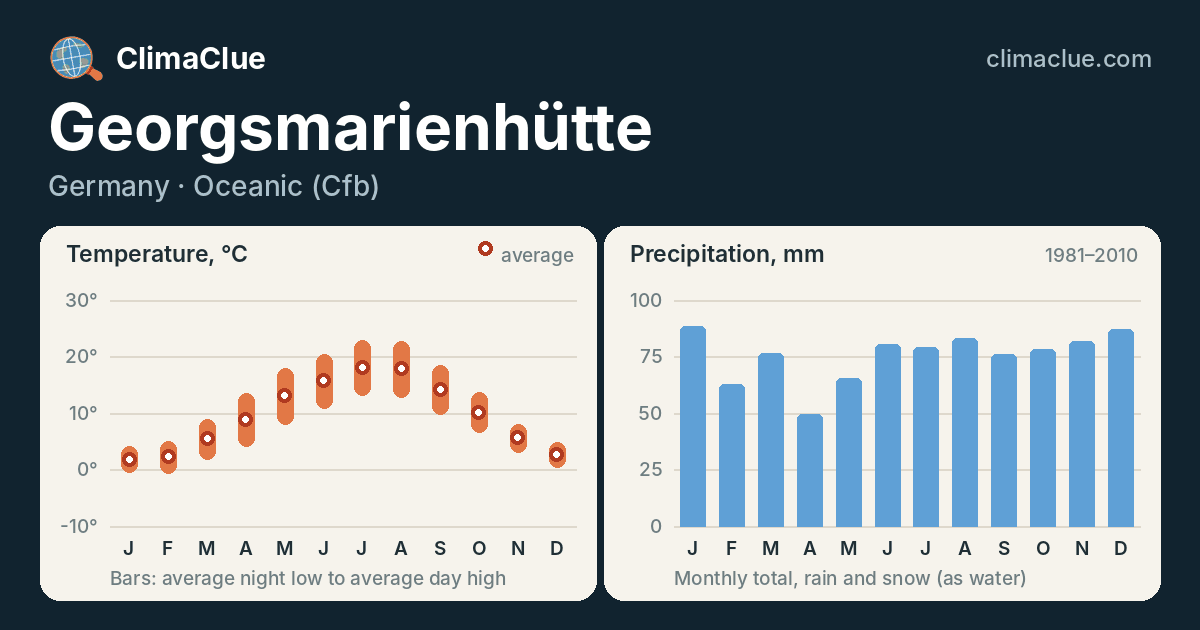 ClimaClue
climaclue.com
Georgsmarienhütte
Germany · Oceanic (Cfb)
Temperature, °C
average
30°
20°
10°
0°
-10°
J F M A M J J A S O N D
Bars: average night low to average day high
Precipitation, mm
1981–2010
100
75
50
25
0
J F M A M J J A S O N D
Monthly total, rain and snow (as water)